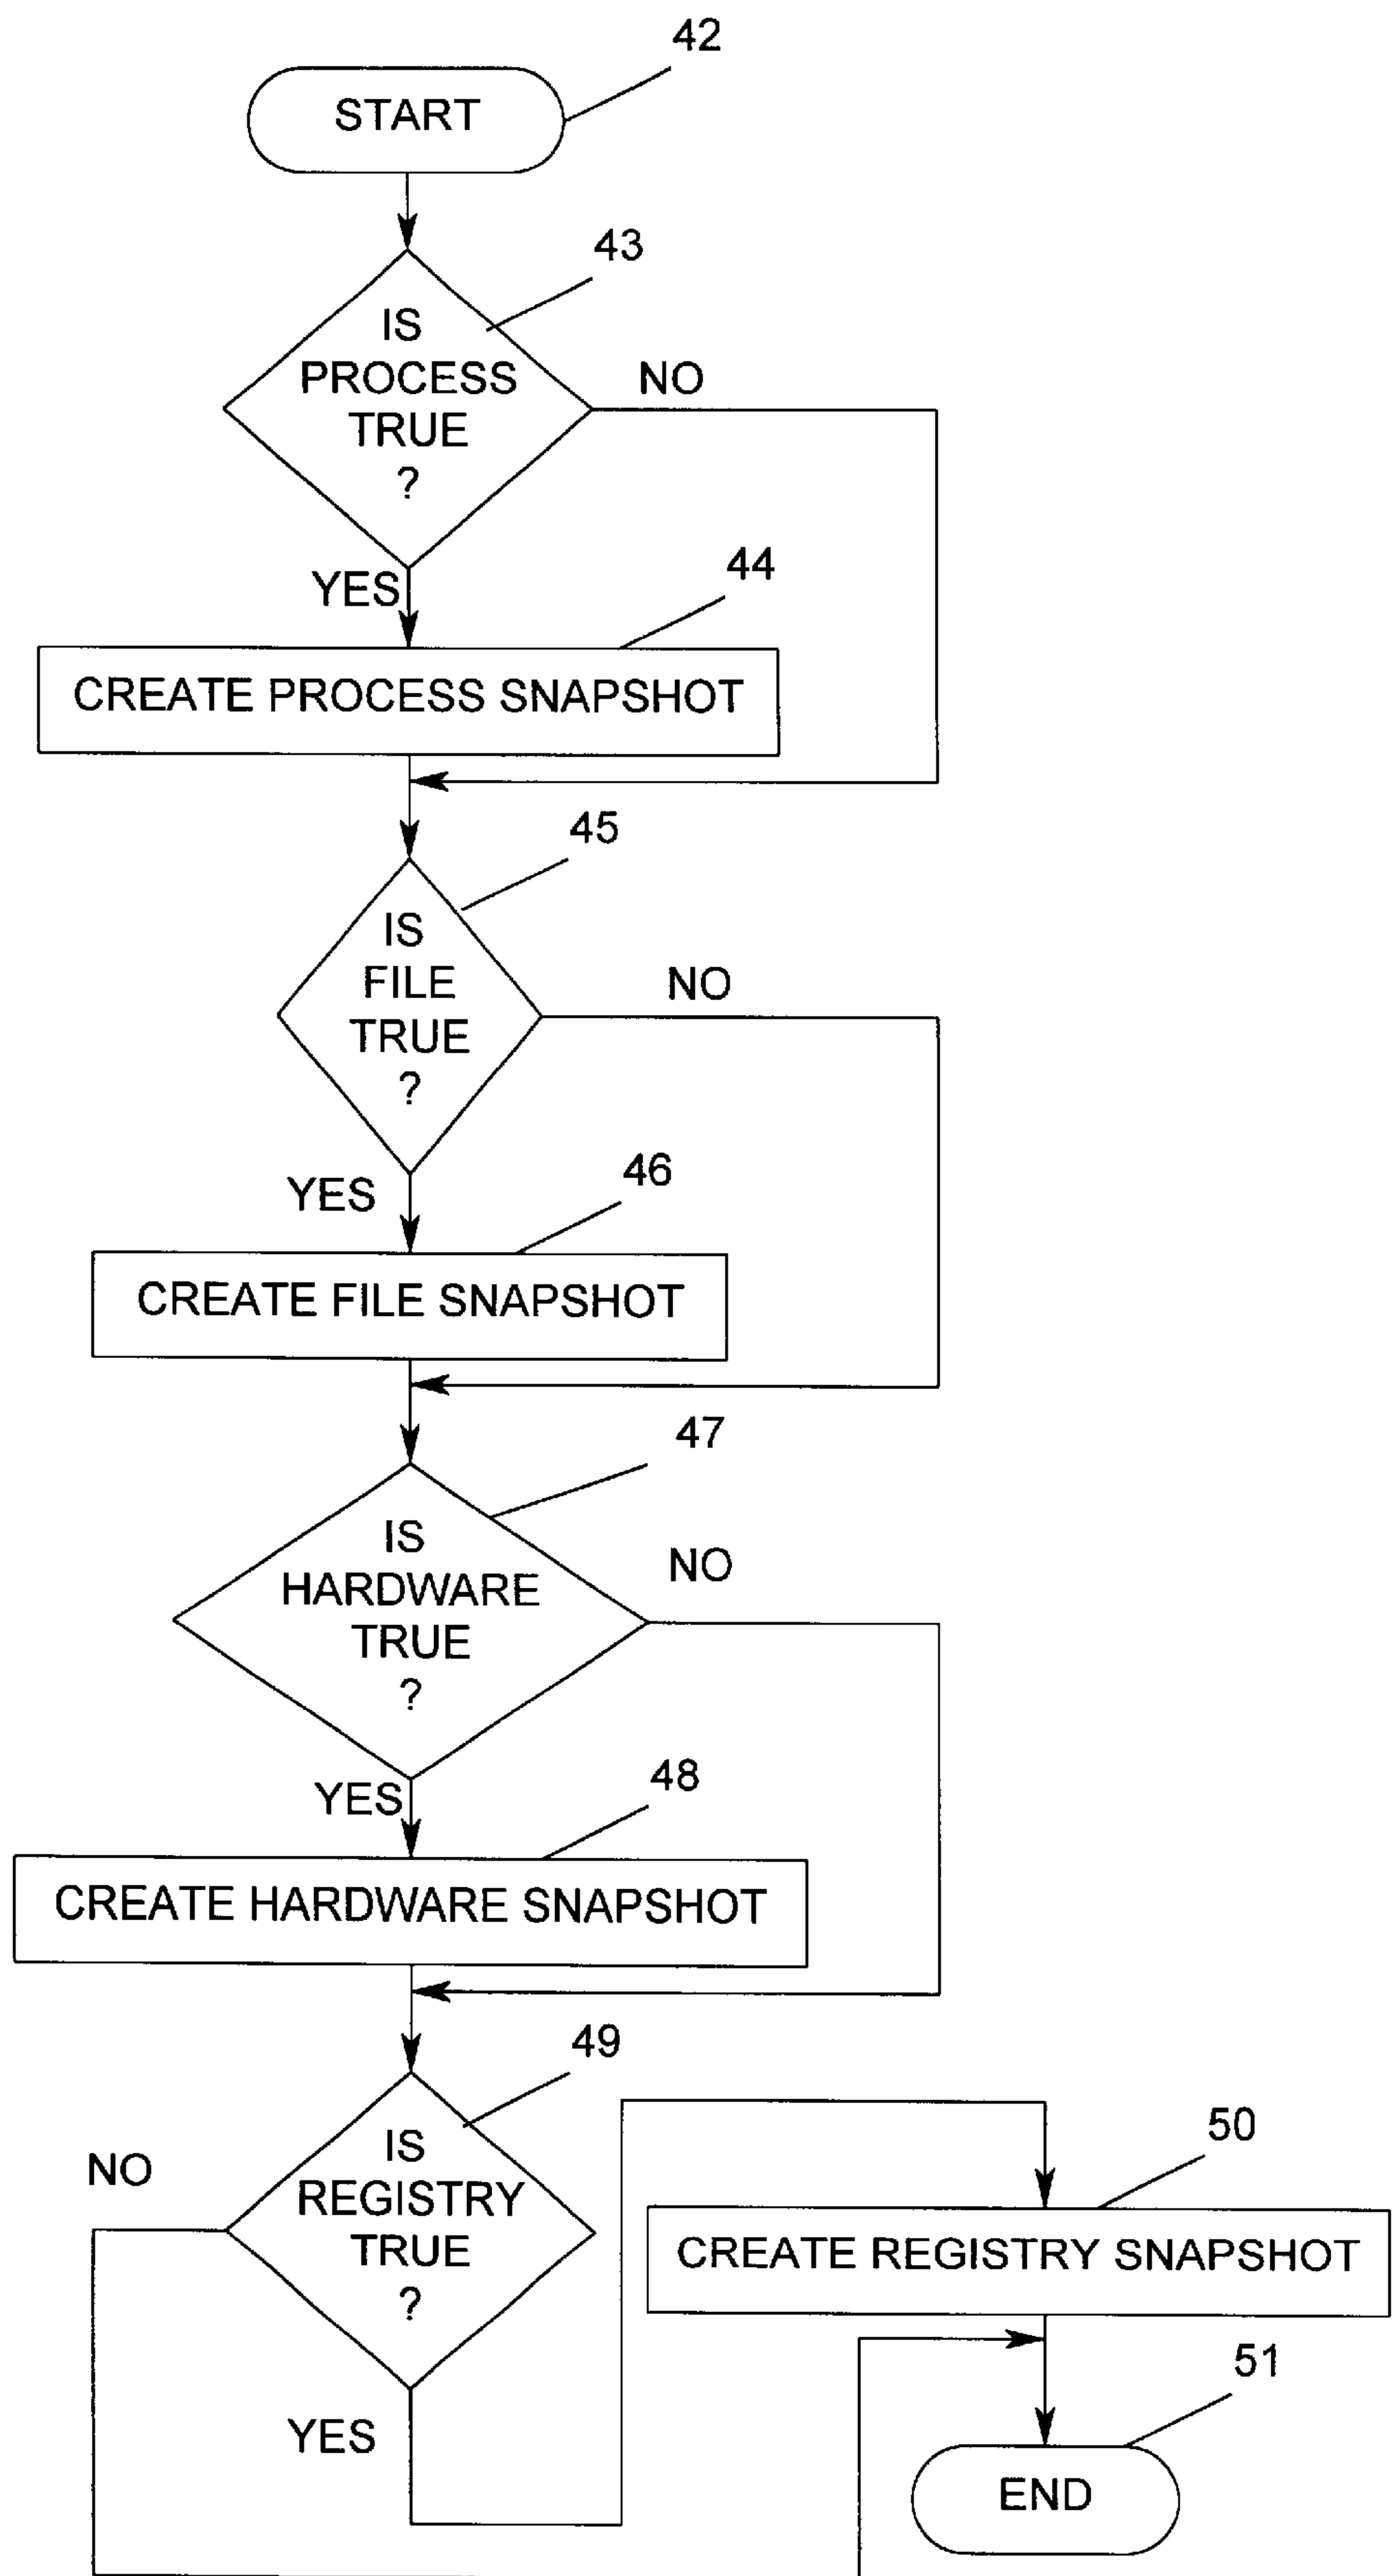 42
START
43
IS
PROCESS
TRUE
?
NO
YES
44
CREATE PROCESS SNAPSHOT
45
IS
FILE
TRUE
?
NO
YES
46
CREATE FILE SNAPSHOT
47
IS
HARDWARE
TRUE
?
NO
YES
48
CREATE HARDWARE SNAPSHOT
49
IS
REGISTRY
TRUE
?
NO
YES
50
CREATE REGISTRY SNAPSHOT
51
END